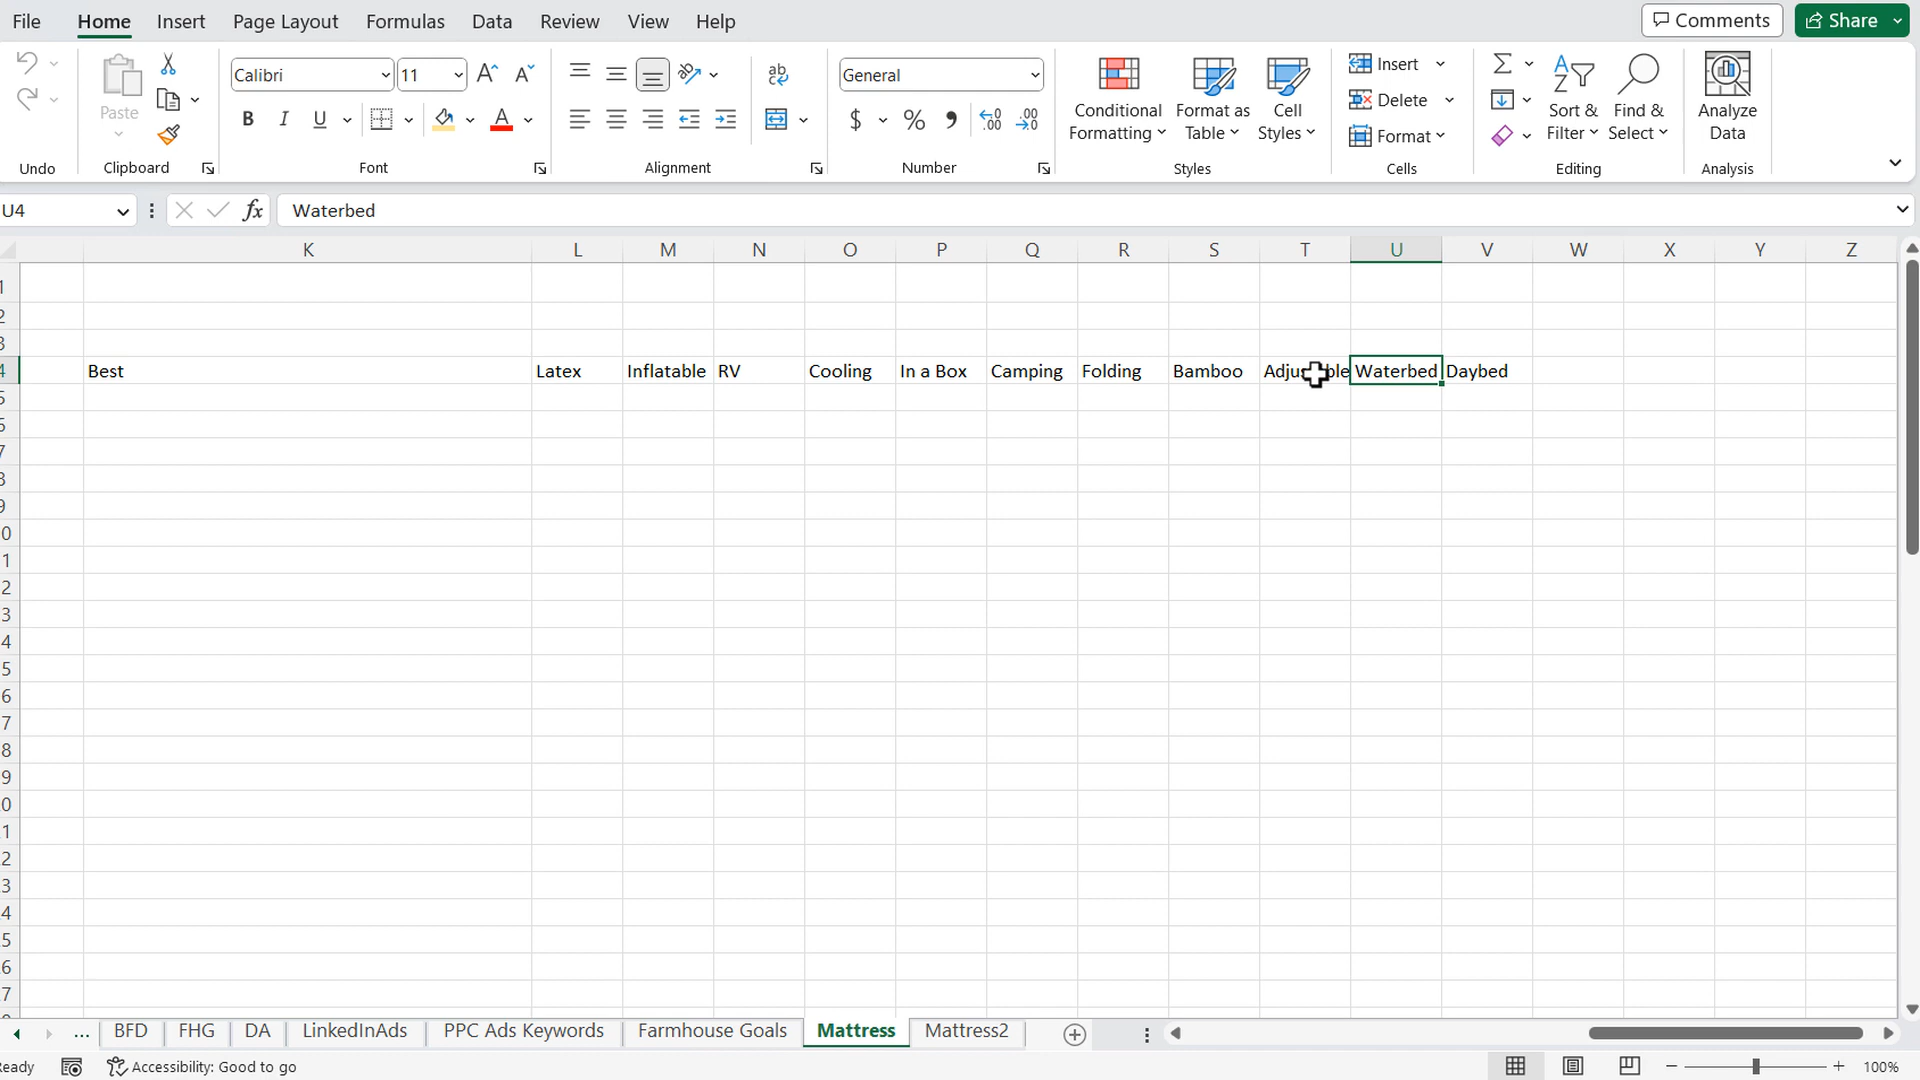 File Home Insert Page Layout Formulas Data Review View Help Comments Share
Calibri 11 ab General Insert
Paste Conditional Formatting Format as Table Cell Styles Delete Sort & Filter Find & Select Analyze Data
B I U A $ % , Format
Undo Clipboard Font Alignment Number Styles Cells Editing Analysis
U4 fx Waterbed
K L M N O P Q R S T U V W X Y Z
1
2
3
4 Best Latex Inflatable RV Cooling In a Box Camping Folding Bamboo Waterbed Daybed
5
6
7
8
9
0
1
2
3
4
5
6
7
8
9
0
1
2
3
4
5
6
7
... BFD FHG DA LinkedInAds PPC Ads Keywords Farmhouse Goals Mattress Mattress2
eady Accessibility: Good to go 100%